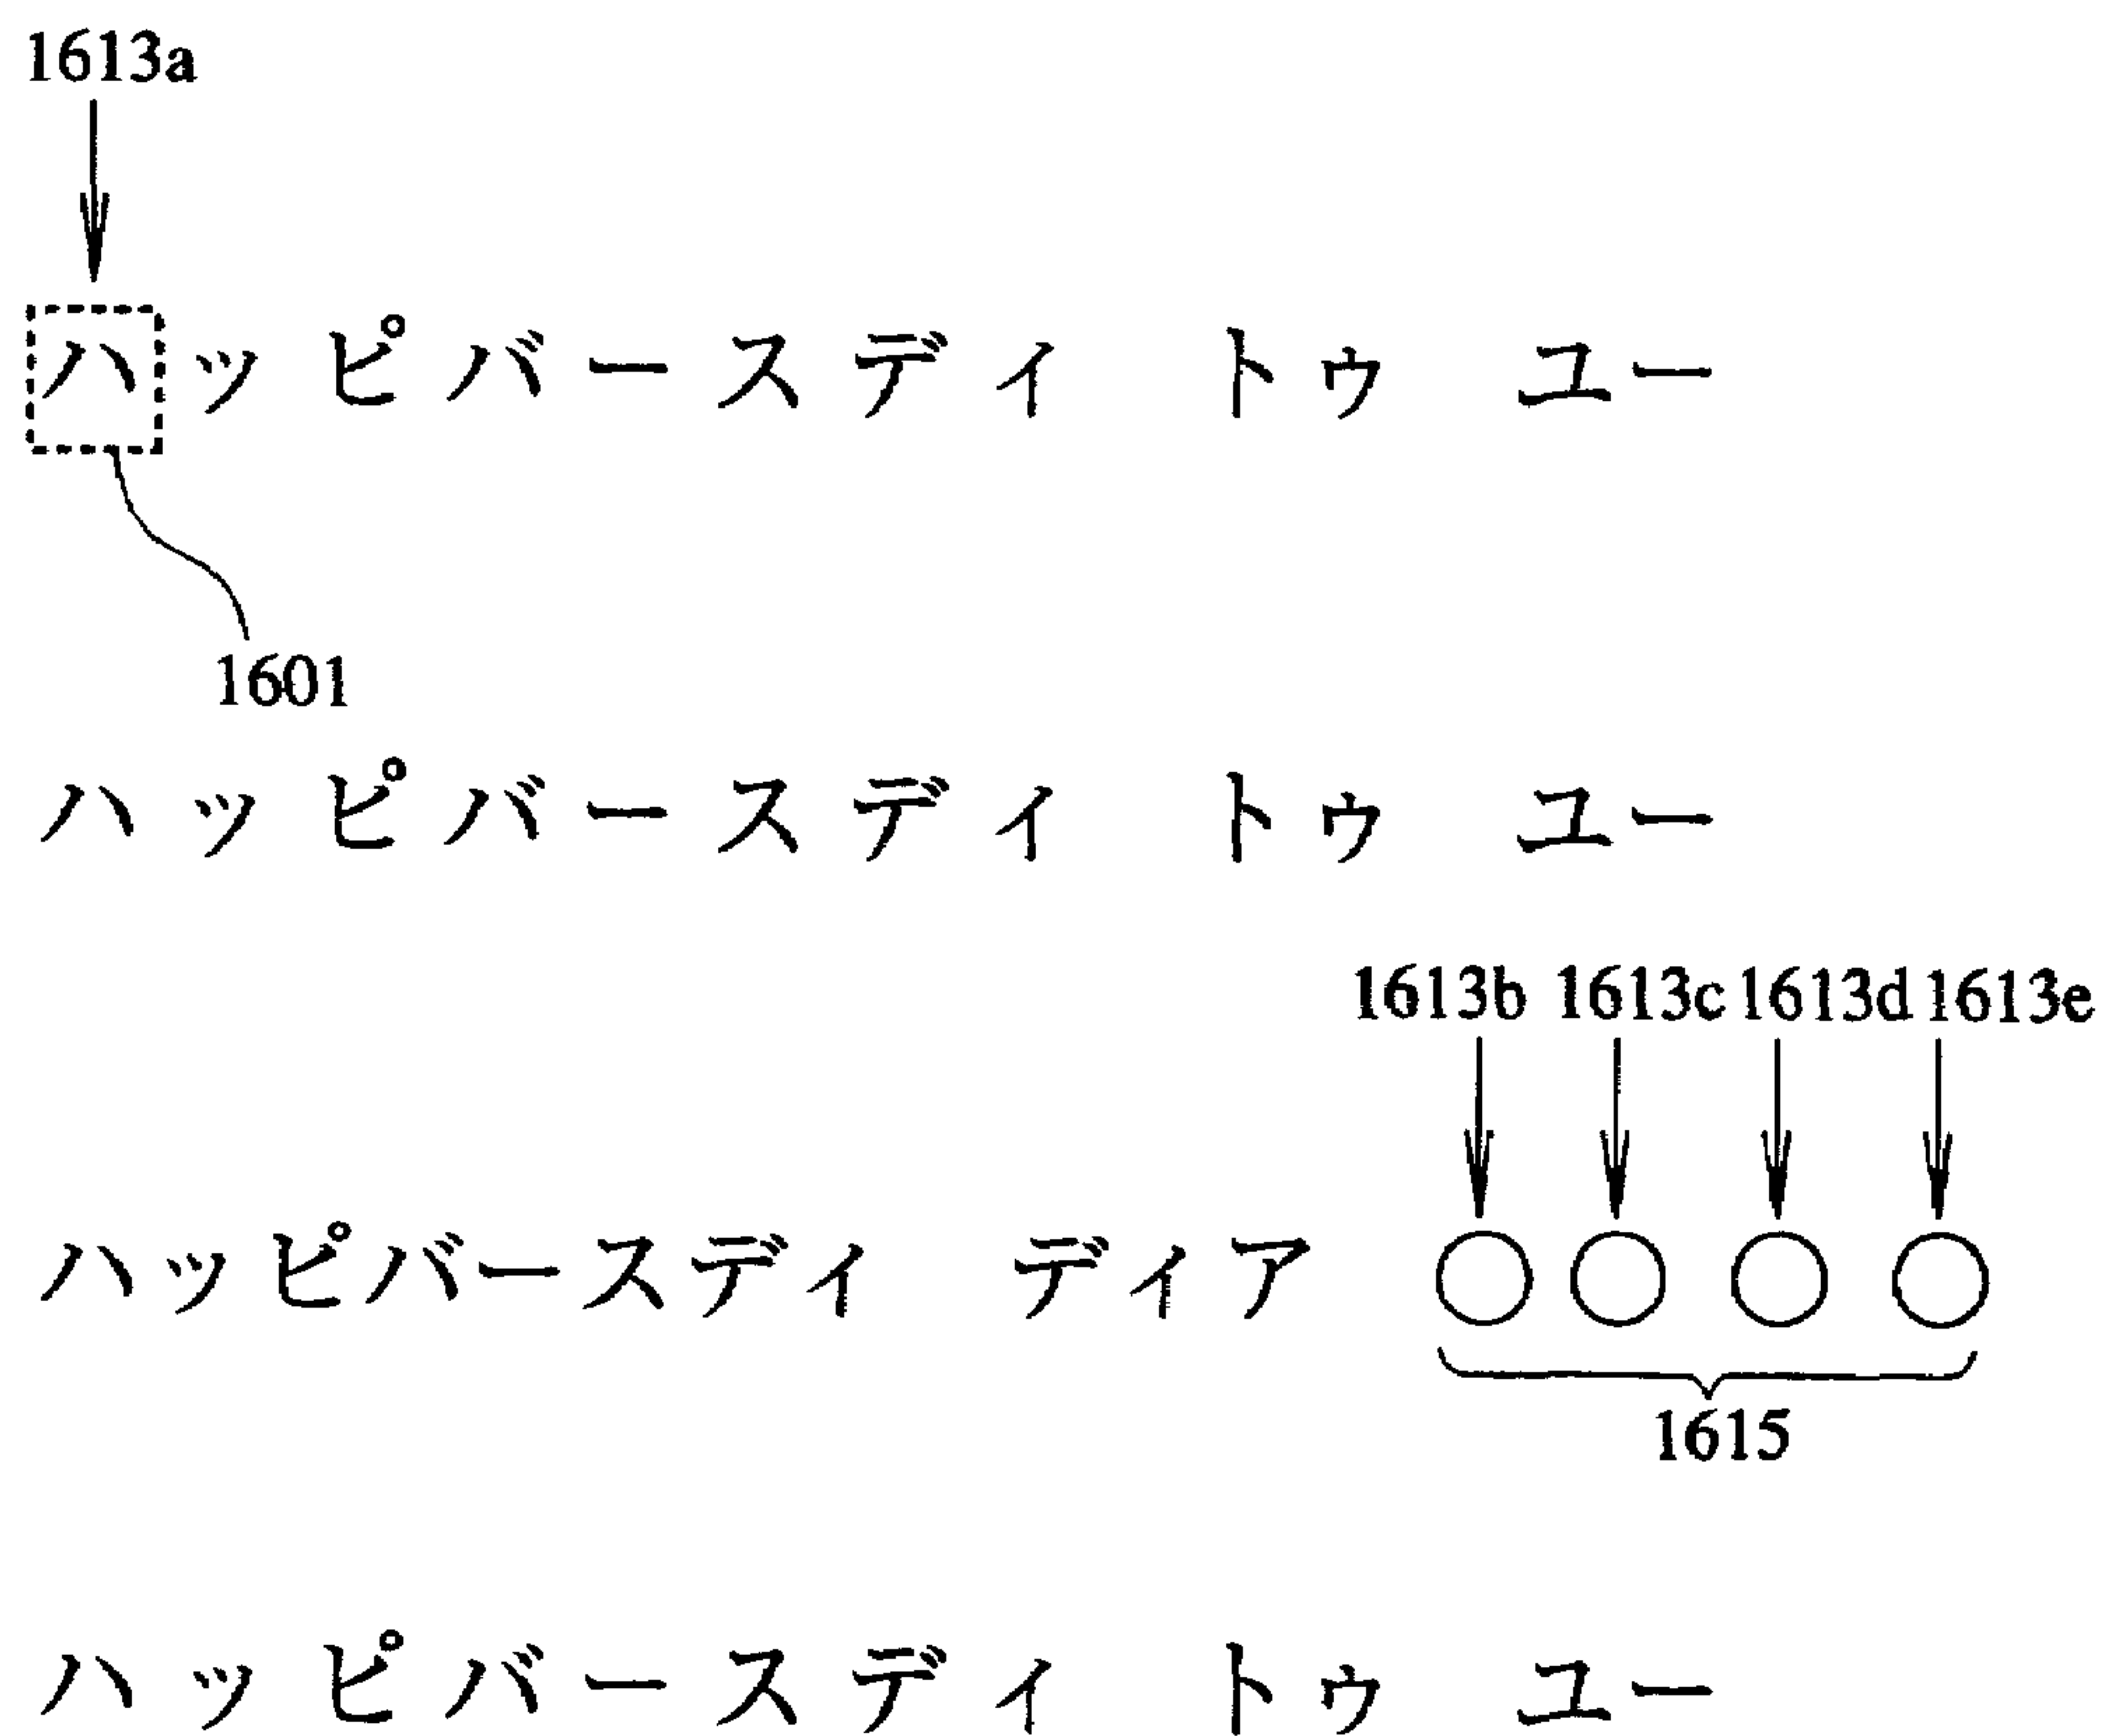 1613a
ハッピバースディ トゥ ユー
1601
ハッピバースディ トゥ ユー
1613b 1613c 1613d 1613e
ハッピバースディ ディア ○○○○
1615
ハッピバースディ トゥ ユー